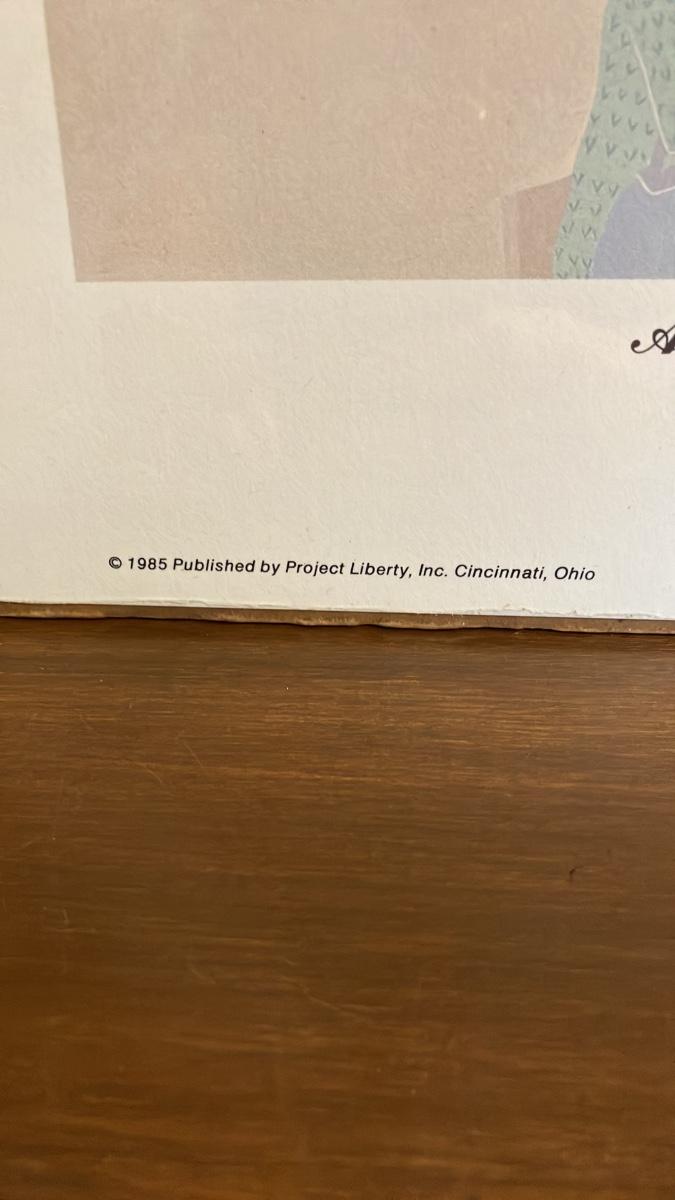 © 1985 Published by Project Liberty, Inc. Cincinnati, Ohio